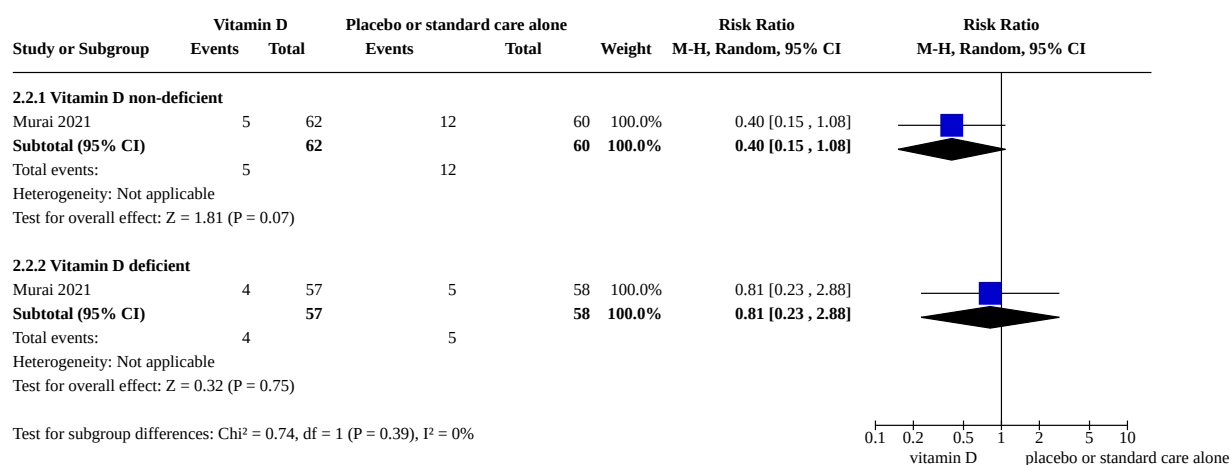 Vitamin D Placebo or standard care alone Risk Ratio Risk Ratio
Study or Subgroup Events Total Events Total Weight M-H, Random, 95% CI M-H, Random, 95% CI
2.2.1 Vitamin D non-deficient
Murai 2021 5 62 12 60 100.0% 0.40 [0.15 , 1.08]
Subtotal (95% CI) 62 60 100.0% 0.40 [0.15 , 1.08]
Total events: 5 12
Heterogeneity: Not applicable
Test for overall effect: Z = 1.81 (P = 0.07)
2.2.2 Vitamin D deficient
Murai 2021 4 57 5 58 100.0% 0.81 [0.23 , 2.88]
Subtotal (95% CI) 57 58 100.0% 0.81 [0.23 , 2.88]
Total events: 4 5
Heterogeneity: Not applicable
Test for overall effect: Z = 0.32 (P = 0.75)
Test for subgroup differences: Chi² = 0.74, df = 1 (P = 0.39), I² = 0%
0.1 0.2 0.5 1 2 5 10
vitamin D placebo or standard care alone